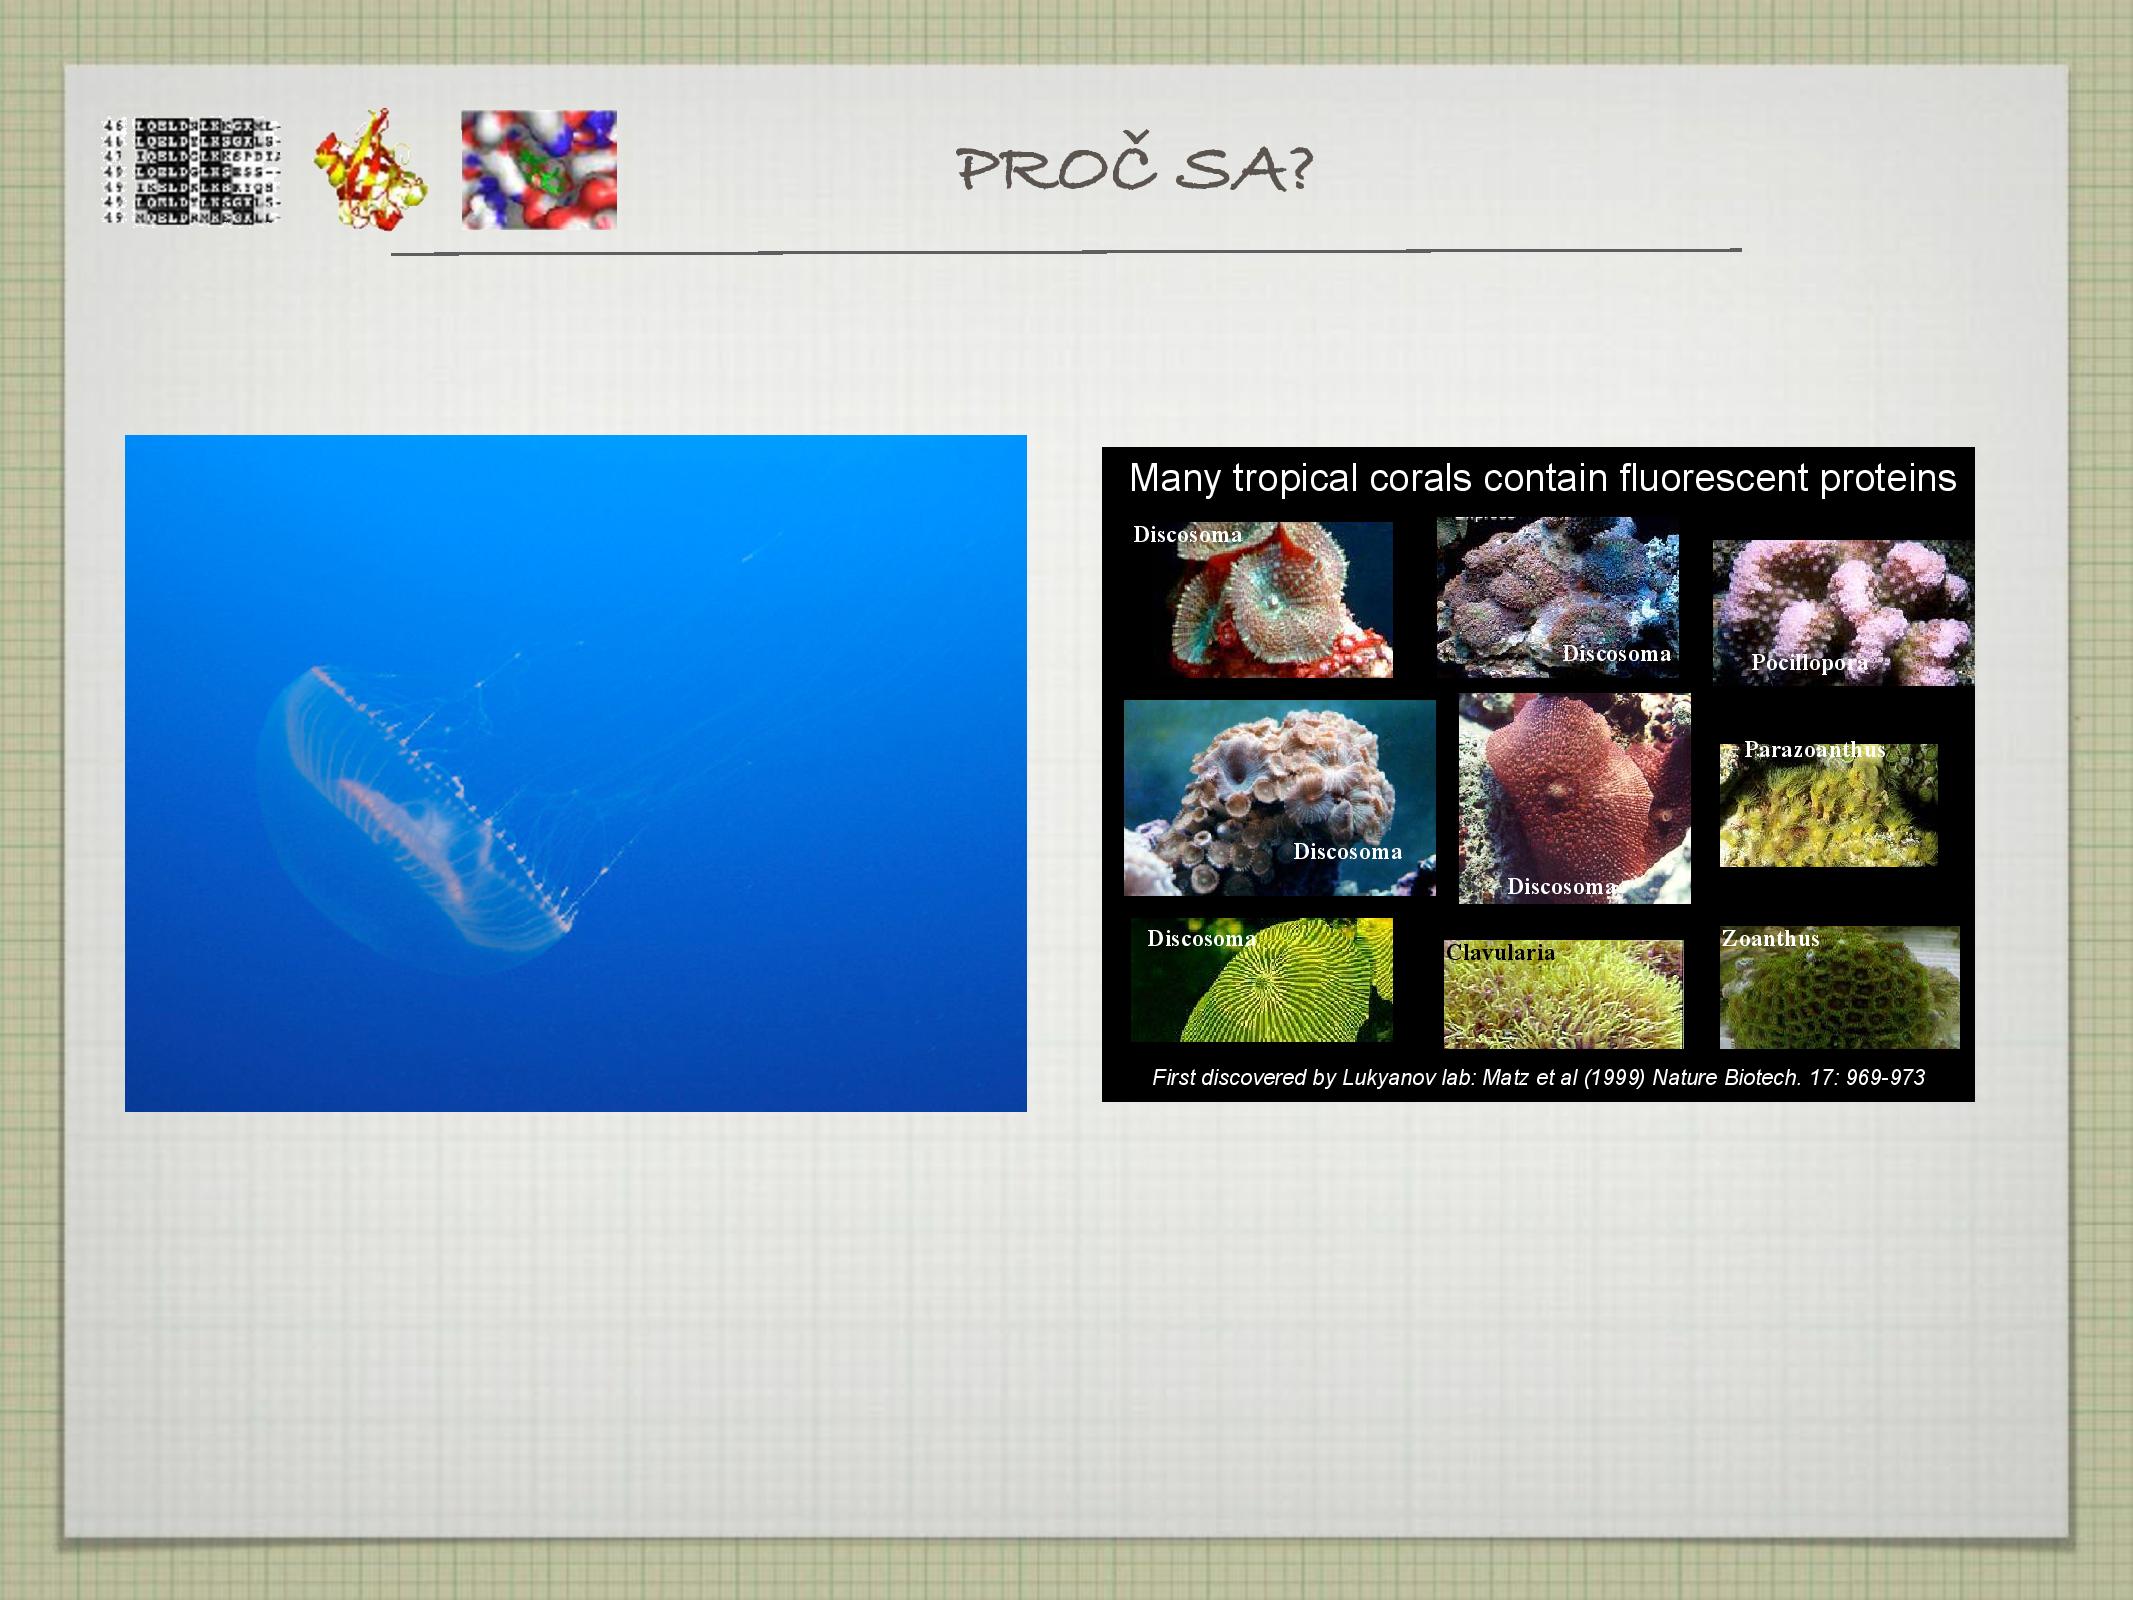 PROČ SA?
Many tropical corals contain fluorescent proteins
Discosoma
Discosoma
Pocillopora
Discosoma
Discosoma
Parazoanthus
Discosoma
Clavularia
Zoanthus
First discovered by Lukyanov lab: Matz et al (1999) Nature Biotech. 17: 969-973